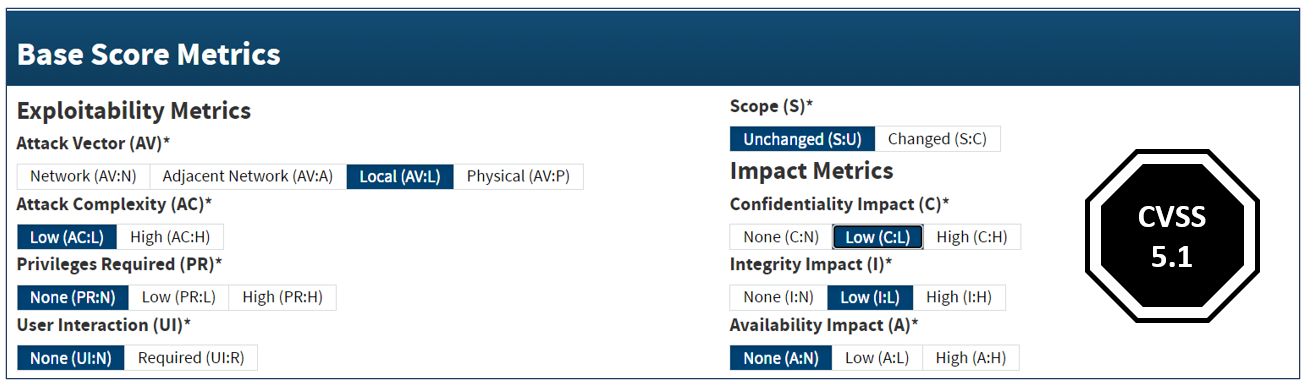 Base Score Metrics
Exploitability Metrics
Attack Vector (AV)*
Network (AV:N) Adjacent Network (AV:A) Local (AV:L) Physical (AV:P)
Attack Complexity (AC)*
Low (AC:L) High (AC:H)
Privileges Required (PR)*
None (PR:N) Low (PR:L) High (PR:H)
User Interaction (UI)*
None (UI:N) Required (UI:R)
Scope (S)*
Unchanged (S:U) Changed (S:C)
Impact Metrics
Confidentiality Impact (C)*
None (C:N) Low (C:L) High (C:H)
Integrity Impact (I)*
None (I:N) Low (I:L) High (I:H)
Availability Impact (A)*
None (A:N) Low (A:L) High (A:H)
CVSS
5.1